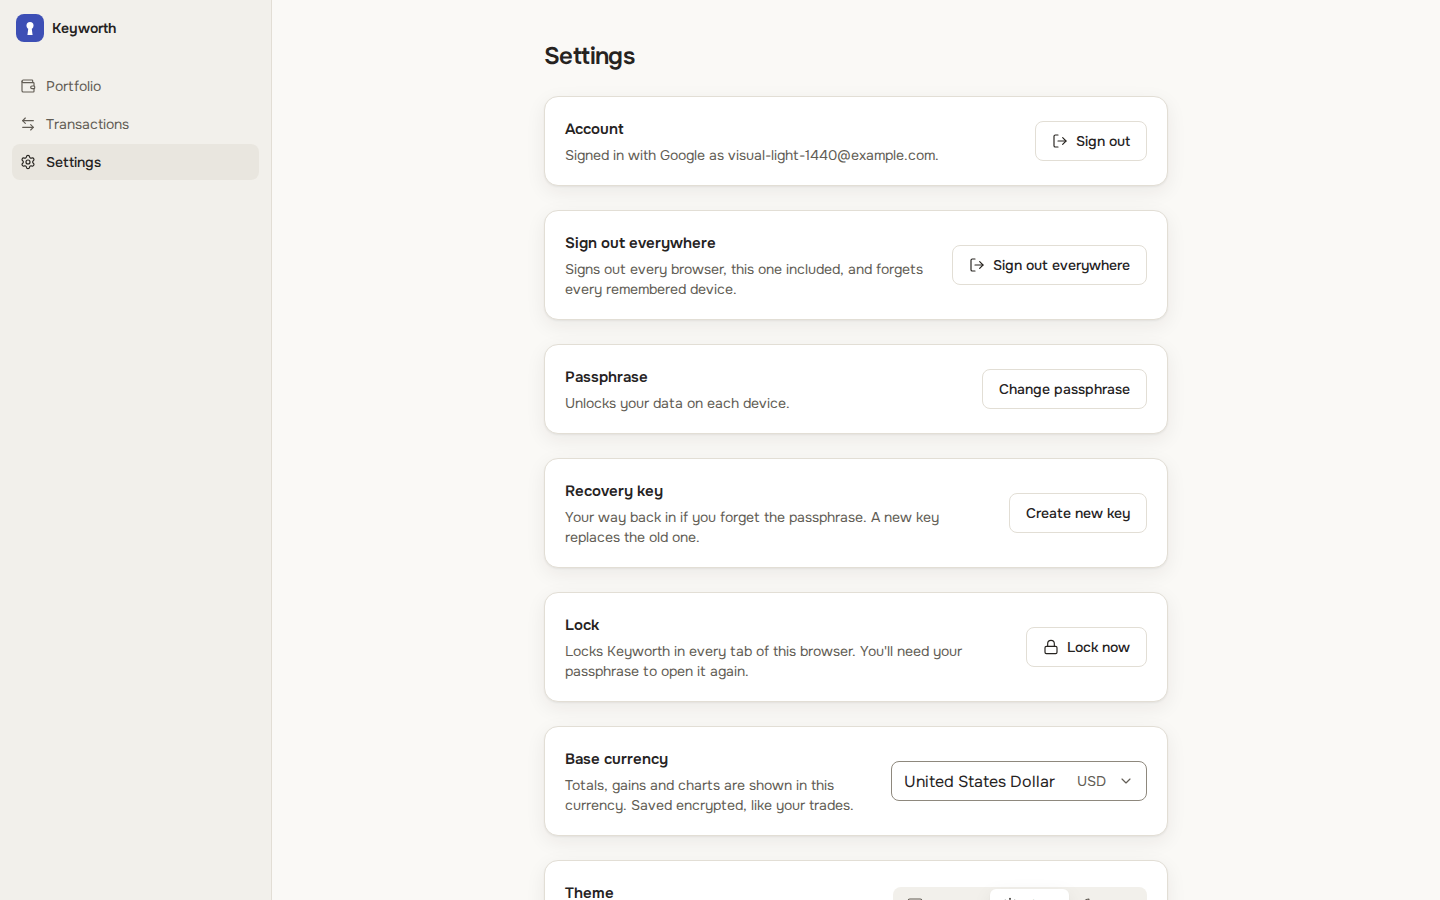 Keyworth
Portfolio
Transactions
Settings
Settings
Account
Signed in with Google as visual-light-1440@example.com.
Sign out
Sign out everywhere
Signs out every browser, this one included, and forgets
every remembered device.
Sign out everywhere
Passphrase
Unlocks your data on each device.
Change passphrase
Recovery key
Your way back in if you forget the passphrase. A new key
replaces the old one.
Create new key
Lock
Locks Keyworth in every tab of this browser. You'll need your
passphrase to open it again.
Lock now
Base currency
Totals, gains and charts are shown in this
currency. Saved encrypted, like your trades.
United States Dollar USD
Theme